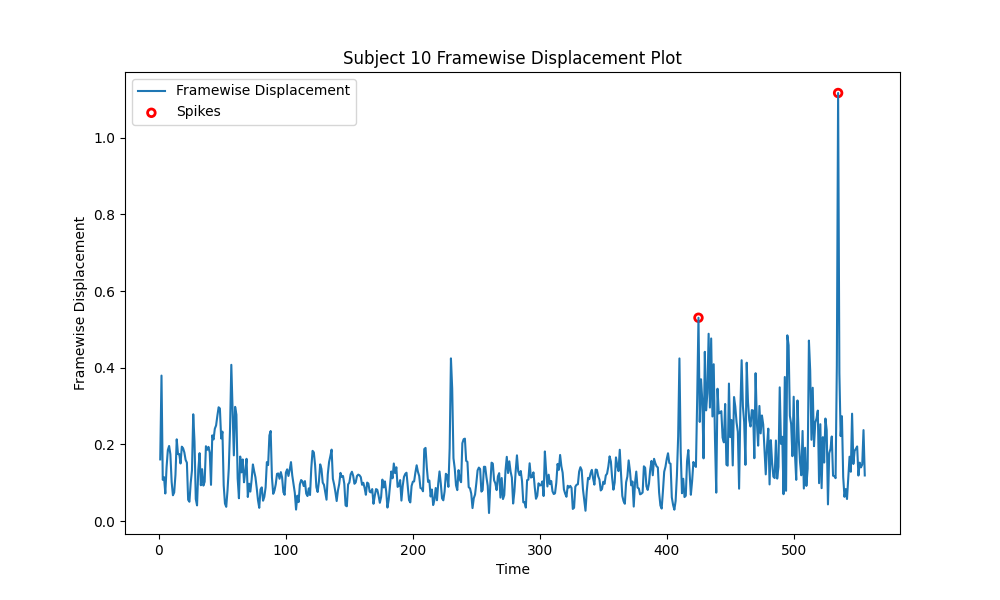 Subject 10 Framewise Displacement Plot
Framewise Displacement
Spikes
1.0
0.8
0.6
0.4
0.2
0.0
Framewise Displacement
0 100 200 300 400 500
Time